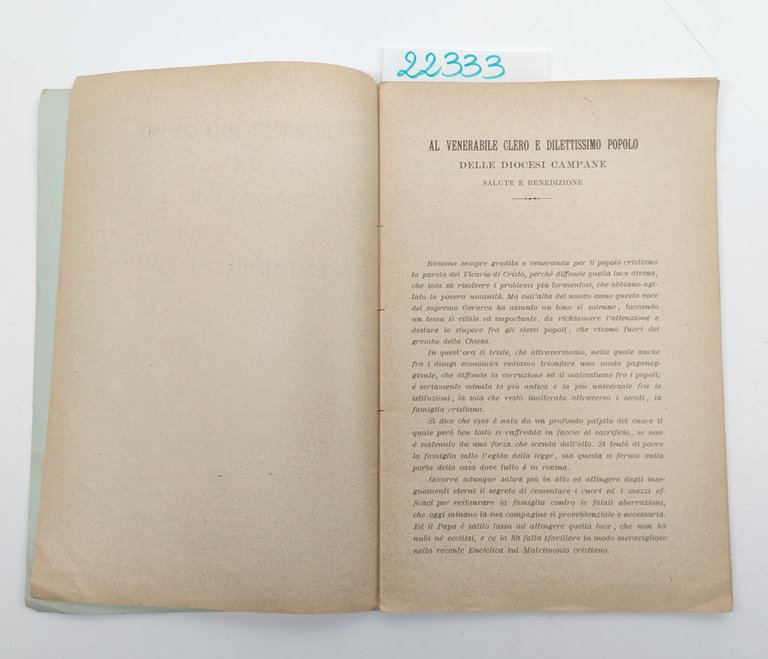 22333
AL VENERABILE CLERO E DILETTISSIMO POPOLO
DELLE DIOCESI CAMPANE
SALUTE E BENEDIZIONE
Risuona sempre gradita e veneranda per il popolo cristiano
la parola del Vicario di Cristo, perchè diffonde quella luce divina,
che sola sa risolvere i problemi più tormentosi, che abbiano agi-
tato la povera umanità. Ma sull'alba del nuovo anno questa voce
del supremo Gerarca ha assunto un tono sì solenne, toccando
un tema sì vitale ed importante, da richiamare l'attenzione e
destare lo stupore fra gli stessi popoli, che vivono fuori del
grembo della Chiesa.
In quest'ora sì triste, che attraversiamo, nella quale anche
fra i disagi economici vediamo trionfare una moda paganeg-
giante, che diffonde la corruzione ed il malcostume fra i popoli;
è seriamente minata la più antica e la più universale fra le
istituzioni, la sola che restò inalterata attraverso i secoli, la
famiglia cristiana.
Si dice che essa è nata da un profondo palpito del cuore il
quale però ben tosto si raffredda in faccia al sacrificio, se non
è sostenuto da una forza che scenda dall'alto. Si tentò di porre
la famiglia sotto l'egida della legge, ma questa si ferma sulla
porta della casa dove tutto è in rovina.
Occorre adunque salire più in alto ed attingere dagli inse-
gnamenti eterni il segreto di cementare i cuori ed i mezzi ef-
ficaci per restaurare la famiglia contro le fatali aberrazioni,
che oggi minano la sua compagine sì provvidenziale e necessaria.
Ed il Papa è salito lassù ad attingere quella luce, che non ha
nubi nè ecclissi, e ce la ha fatta sfavillare in modo meraviglioso
nella recente Enciclica sul Matrimonio cristiano.